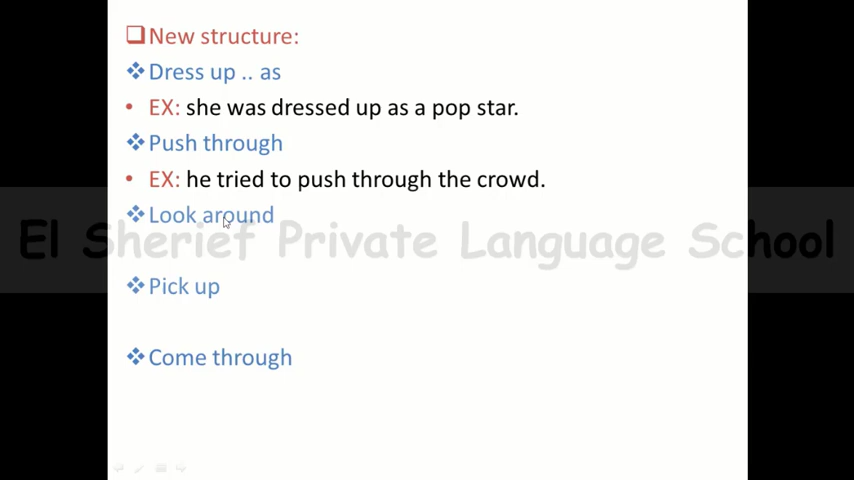 New structure:
Dress up .. as
EX: she was dressed up as a pop star.
Push through
EX: he tried to push through the crowd.
Look around
El Sherief Private Language School
Pick up
Come through